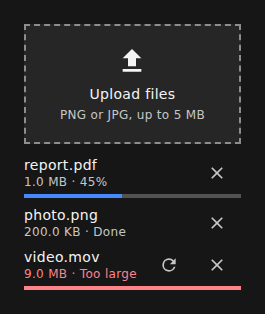 Upload files
PNG or JPG, up to 5 MB
report.pdf
1.0 MB · 45%
photo.png
200.0 KB · Done
video.mov
9.0 MB · Too large